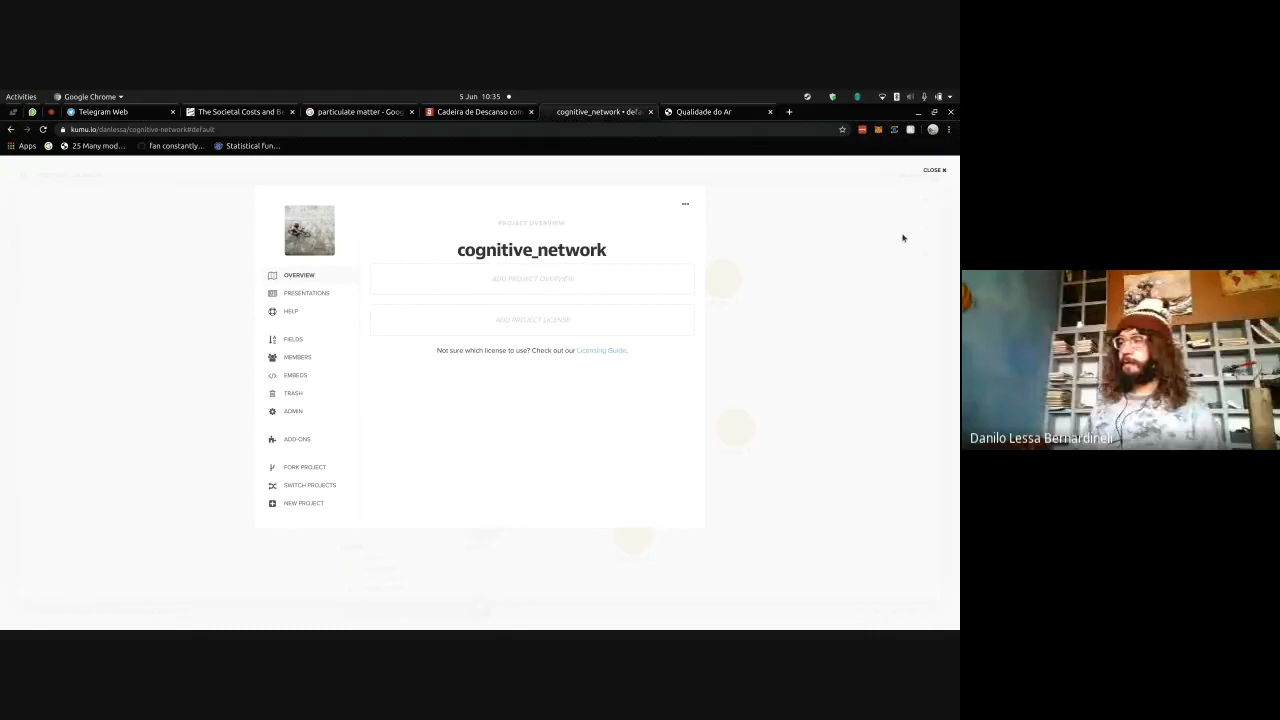 Activities
Google Chrome
5 Jun 10:35
Telegram Web
The Societal Costs and Be
particulate matter - Goog
Cadeira de Descanso com
cognitive_network • defa
Qualidade do Ar
kumu.io/danlessa/cognitive-network#default
Apps
25 Many mod...
fan constantly...
Statistical fun...
CLOSE
PROJECT OVERVIEW
cognitive_network
ADD PROJECT OVERVIEW
ADD PROJECT LICENSE
Not sure which license to use? Check out our Licensing Guide.
OVERVIEW
PRESENTATIONS
HELP
FIELDS
MEMBERS
EMBEDS
TRASH
ADMIN
ADD-ONS
FORK PROJECT
SWITCH PROJECTS
NEW PROJECT
Danilo Lessa Bernardineli